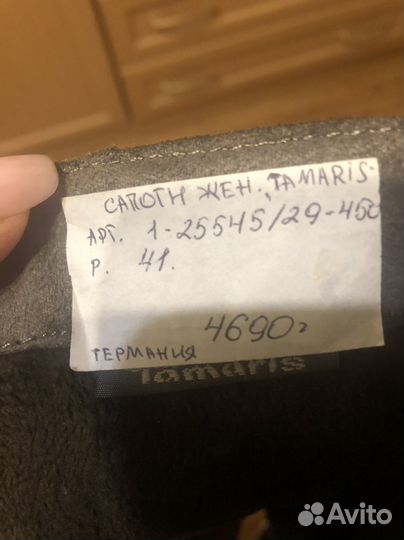 САПОГИ ЖЕН. TAMARIS.
АРТ. 1-25545/29-450
Р. 41.
4690 г
ГЕРМАНИЯ
Tamaris
Avito